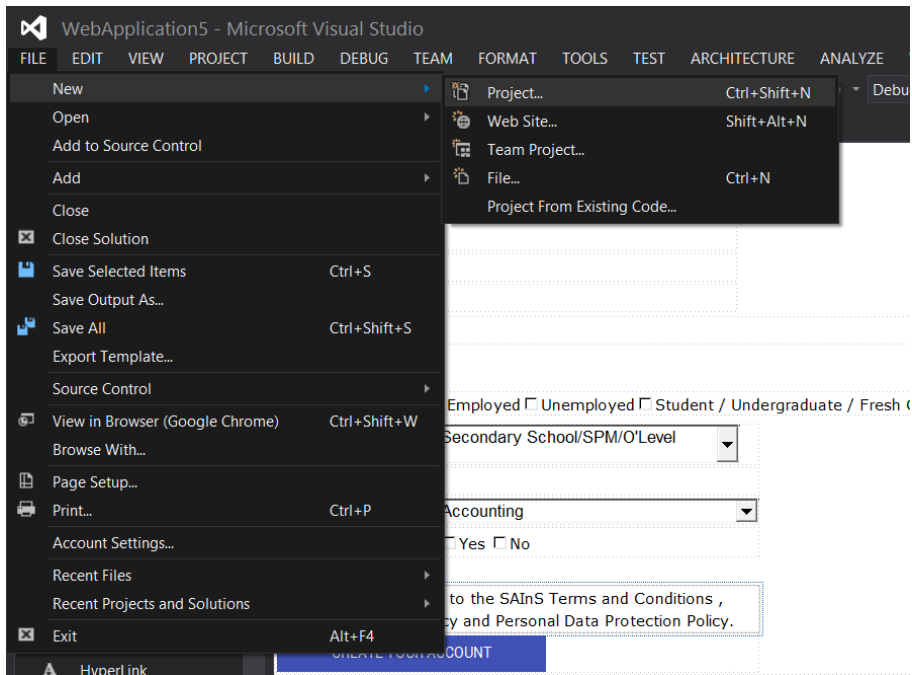 WebApplication5 - Microsoft Visual Studio
FILE EDIT VIEW PROJECT BUILD DEBUG TEAM FORMAT TOOLS TEST ARCHITECTURE ANALYZE
New
Open
Add to Source Control
Add
Close
Close Solution
Save Selected Items Ctrl+S
Save Output As...
Save All Ctrl+Shift+S
Export Template...
Source Control
View in Browser (Google Chrome) Ctrl+Shift+W
Browse With...
Page Setup...
Print... Ctrl+P
Account Settings...
Recent Files
Recent Projects and Solutions
Exit Alt+F4
HyperLink
Project... Ctrl+Shift+N
Web Site... Shift+Alt+N
Team Project...
File... Ctrl+N
Project From Existing Code...
Debu
Employed Unemployed Student / Undergraduate / Fresh
Secondary School/SPM/O'Level
Accounting
Yes No
to the SAInS Terms and Conditions ,
cy and Personal Data Protection Policy.
CREATE YOUR ACCOUNT